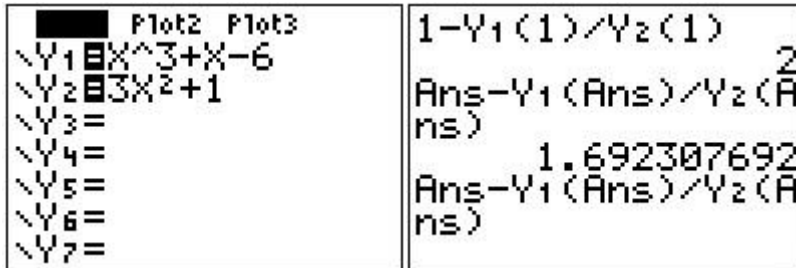 Plot2 Plot3
\Y1=X^3+X-6
\Y2=3X²+1
\Y3=
\Y4=
\Y5=
\Y6=
\Y7=
1-Y1(1)/Y2(1)
2
Ans-Y1(Ans)/Y2(A
ns)
1.692307692
Ans-Y1(Ans)/Y2(A
ns)